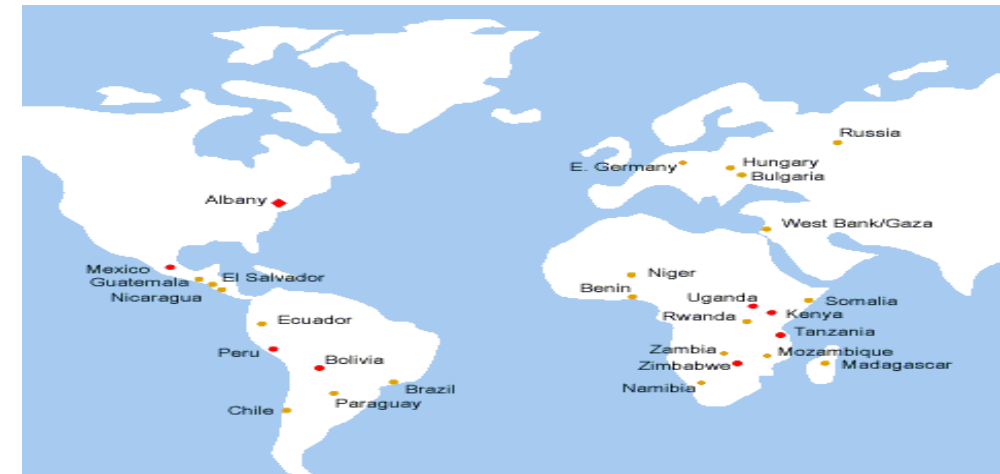 Russia
E. Germany
Hungary
Bulgaria
Albany
West Bank/Gaza
Mexico
Guatemala
El Salvador
Nicaragua
Niger
Benin
Uganda
Somalia
Rwanda
Kenya
Ecuador
Tanzania
Peru
Bolivia
Zambia
Mozambique
Zimbabwe
Madagascar
Brazil
Namibia
Paraguay
Chile